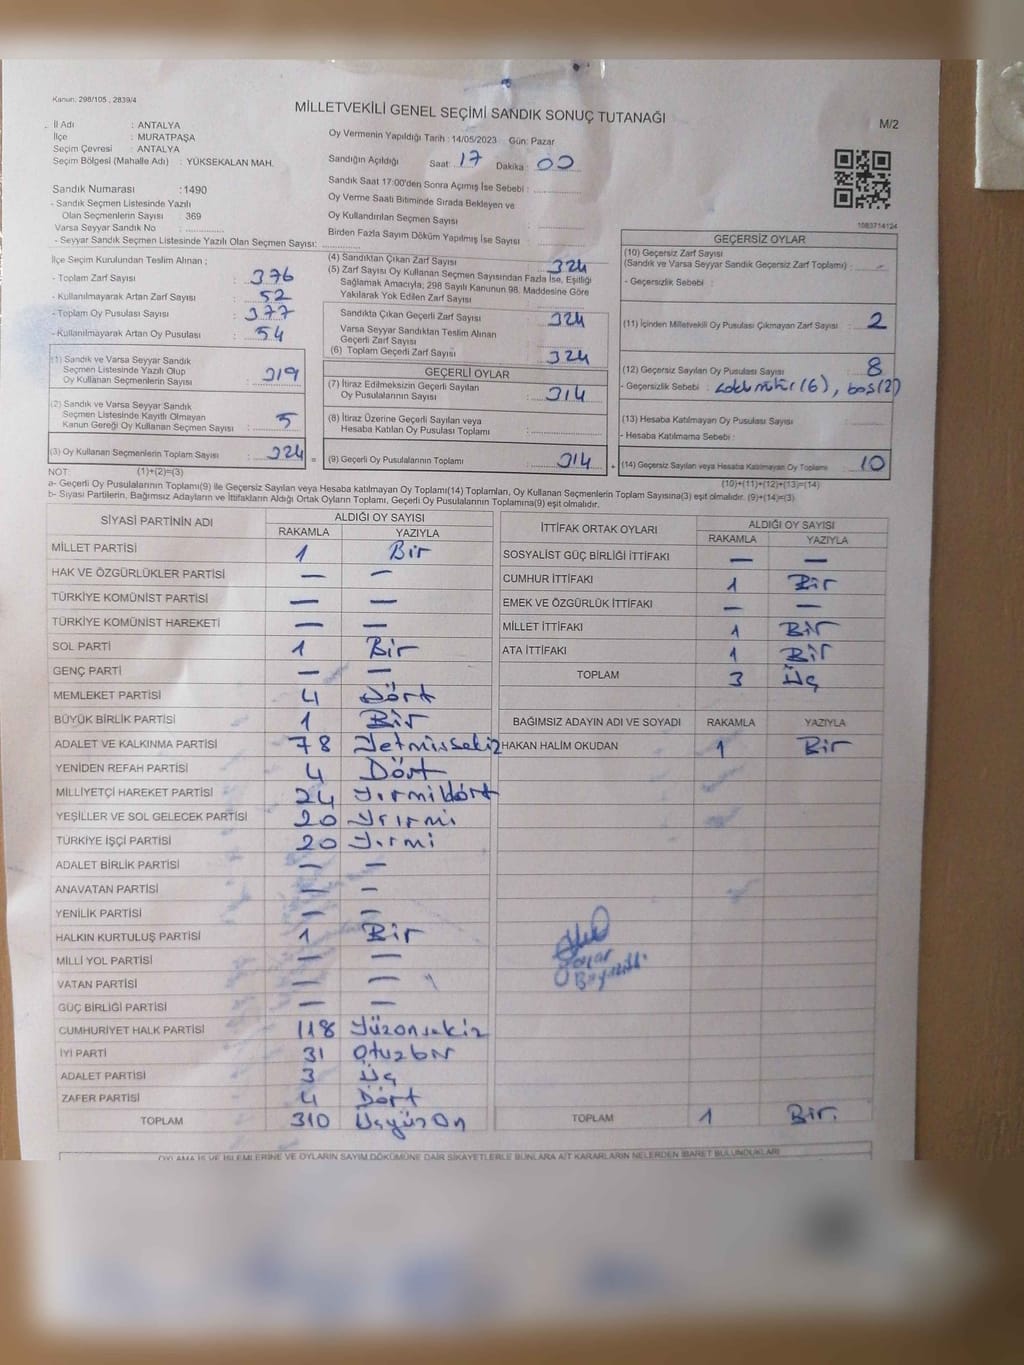 Kanun: 298/105 , 2839/4
MİLLETVEKİLİ GENEL SEÇİMİ SANDIK SONUÇ TUTANAĞI
M/2
İl Adı : ANTALYA
İlçe : MURATPAŞA
Seçim Çevresi : ANTALYA
Seçim Bölgesi (Mahalle Adı) : YÜKSEKALAN MAH.
Sandık Numarası : 1490
- Sandık Seçmen Listesinde Yazılı
Olan Seçmenlerin Sayısı 369
Varsa Seyyar Sandık No :
- Seyyar Sandık Seçmen Listesinde Yazılı Olan Seçmen Sayısı:
Oy Vermenin Yapıldığı Tarih : 14/05/2023 Gün: Pazar
Sandığın Açıldığı Saat : 17 Dakika : 00
Sandık Saat 17:00'den Sonra Açılmış İse Sebebi :
Oy Verme Saati Bitiminde Sırada Bekleyen ve
Oy Kullandırılan Seçmen Sayısı
Birden Fazla Sayım Döküm Yapılmış İse Sayısı :
1583714124
İlçe Seçim Kurulundan Teslim Alınan ;
- Toplam Zarf Sayısı : 376
- Kullanılmayarak Artan Zarf Sayısı : 52
- Toplam Oy Pusulası Sayısı : 377
- Kullanılmayarak Artan Oy Pusulası : 54
(1) Sandık ve Varsa Seyyar Sandık
Seçmen Listesinde Yazılı Olup
Oy Kullanan Seçmenlerin Sayısı : 319
(2) Sandık ve Varsa Seyyar Sandık
Seçmen Listesinde Kayıtlı Olmayan
Kanun Gereği Oy Kullanan Seçmen Sayısı : 5
(3) Oy Kullanan Seçmenlerin Toplam Sayısı : 324 =
(4) Sandıktan Çıkan Zarf Sayısı : 324
(5) Zarf Sayısı Oy Kullanan Seçmen Sayısından Fazla İse, Eşitliği
Sağlamak Amacıyla; 298 Sayılı Kanunun 98. Maddesine Göre
Yakılarak Yok Edilen Zarf Sayısı :
Sandıkta Çıkan Geçerli Zarf Sayısı : 324
Varsa Seyyar Sandıktan Teslim Alınan
Geçerli Zarf Sayısı :
(6) Toplam Geçerli Zarf Sayısı : 324
GEÇERLİ OYLAR
(7) İtiraz Edilmeksizin Geçerli Sayılan
Oy Pusulalarının Sayısı : 314
(8) İtiraz Üzerine Geçerli Sayılan veya
Hesaba Katılan Oy Pusulası Toplamı :
(9) Geçerli Oy Pusulalarının Toplamı : 314 +
GEÇERSİZ OYLAR
(10) Geçersiz Zarf Sayısı
(Sandık ve Varsa Seyyar Sandık Geçersiz Zarf Toplamı) : -
- Geçersizlik Sebebi :
(11) İçinden Milletvekili Oy Pusulası Çıkmayan Zarf Sayısı : 2
(12) Geçersiz Sayılan Oy Pusulası Sayısı : 8
- Geçersizlik Sebebi : çoklu mühür (6) , boş (2)
(13) Hesaba Katılmayan Oy Pusulası Sayısı :
- Hesaba Katılmama Sebebi :
(14) Geçersiz Sayılan veya Hesaba Katılmayan Oy Toplamı : 10
NOT: (1)+(2)=(3)
(10)+(11)+(12)+(13)=(14)
a- Geçerli Oy Pusulalarının Toplamı(9) ile Geçersiz Sayılan veya Hesaba katılmayan Oy Toplamı(14) Toplamları, Oy Kullanan Seçmenlerin Toplam Sayısına(3) eşit olmalıdır. (9)+(14)=(3)
b- Siyasi Partilerin, Bağımsız Adayların ve İttifakların Aldığı Ortak Oyların Toplamı, Geçerli Oy Pusulalarının Toplamına(9) eşit olmalıdır.
SİYASİ PARTİNİN ADI ALDIĞI OY SAYISI
RAKAMLA YAZIYLA
MİLLET PARTİSİ 1 Bir
HAK VE ÖZGÜRLÜKLER PARTİSİ — —
TÜRKİYE KOMÜNİST PARTİSİ — —
TÜRKİYE KOMÜNİST HAREKETİ — —
SOL PARTİ 1 Bir
GENÇ PARTİ — —
MEMLEKET PARTİSİ 4 Dört
BÜYÜK BİRLİK PARTİSİ 1 Bir
ADALET VE KALKINMA PARTİSİ 78 Yetmişsekiz
YENİDEN REFAH PARTİSİ 4 Dört
MİLLİYETÇİ HAREKET PARTİSİ 24 Yirmidört
YEŞİLLER VE SOL GELECEK PARTİSİ 20 Yirmi
TÜRKİYE İŞÇİ PARTİSİ 20 Yirmi
ADALET BİRLİK PARTİSİ — —
ANAVATAN PARTİSİ — —
YENİLİK PARTİSİ — —
HALKIN KURTULUŞ PARTİSİ 1 Bir
MİLLİ YOL PARTİSİ — —
VATAN PARTİSİ — —
GÜÇ BİRLİĞİ PARTİSİ — —
CUMHURİYET HALK PARTİSİ 118 Yüzonsekiz
İYİ PARTİ 31 Otuzbir
ADALET PARTİSİ 3 Üç
ZAFER PARTİSİ 4 Dört
TOPLAM 310 Üçyüzon
İTTİFAK ORTAK OYLARI ALDIĞI OY SAYISI
RAKAMLA YAZIYLA
SOSYALİST GÜÇ BİRLİĞİ İTTİFAKI — —
CUMHUR İTTİFAKI 1 Bir
EMEK VE ÖZGÜRLÜK İTTİFAKI — —
MİLLET İTTİFAKI 1 Bir
ATA İTTİFAKI 1 Bir
TOPLAM 3 Üç
BAĞIMSIZ ADAYIN ADI VE SOYADI RAKAMLA YAZIYLA
HAKAN HALİM OKUDAN 1 Bir
TOPLAM 1 Bir.
OYLAMA İŞ VE İŞLEMLERİNE VE OYLARIN SAYIM DÖKÜMÜNE DAİR ŞİKAYETLERLE BUNLARA AİT KARARLARIN NELERDEN İBARET BULUNDUKLARI